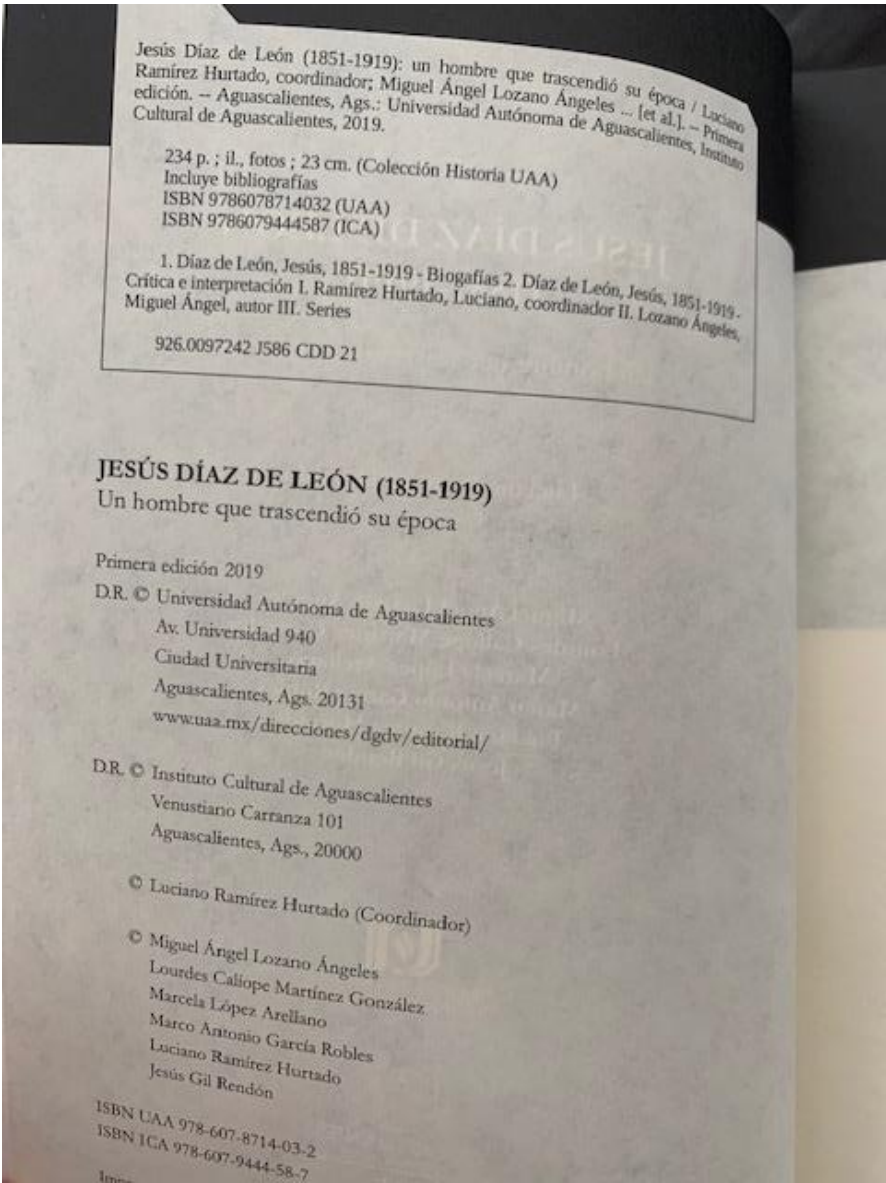 Jesús Díaz de León (1851-1919): un hombre que trascendió su época / Luciano
Ramírez Hurtado, coordinador; Miguel Ángel Lozano Ángeles ... [et al.]. – Primera
edición. – Aguascalientes, Ags.: Universidad Autónoma de Aguascalientes, Instituto
Cultural de Aguascalientes, 2019.
234 p. ; il., fotos ; 23 cm. (Colección Historia UAA)
Incluye bibliografías
ISBN 9786078714032 (UAA)
ISBN 9786079444587 (ICA)
1. Díaz de León, Jesús, 1851-1919 - Biogafías 2. Díaz de León, Jesús, 1851-1919 -
Crítica e interpretación I. Ramírez Hurtado, Luciano, coordinador II. Lozano Ángeles,
Miguel Ángel, autor III. Series
926.0097242 J586 CDD 21
JESÚS DÍAZ DE LEÓN (1851-1919)
Un hombre que trascendió su época
Primera edición 2019
D.R. © Universidad Autónoma de Aguascalientes
Av. Universidad 940
Ciudad Universitaria
Aguascalientes, Ags. 20131
www.uaa.mx/direcciones/dgdv/editorial/
D.R. © Instituto Cultural de Aguascalientes
Venustiano Carranza 101
Aguascalientes, Ags., 20000
© Luciano Ramírez Hurtado (Coordinador)
© Miguel Ángel Lozano Ángeles
Lourdes Calíope Martínez González
Marcela López Arellano
Marco Antonio García Robles
Luciano Ramírez Hurtado
Jesús Gil Rendón
ISBN UAA 978-607-8714-03-2
ISBN ICA 978-607-9444-58-7